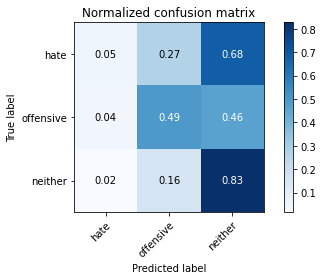 Normalized confusion matrix
True label
hate 0.05 0.27 0.68
offensive 0.04 0.49 0.46
neither 0.02 0.16 0.83
hate offensive neither
Predicted label
0.8
0.7
0.6
0.5
0.4
0.3
0.2
0.1